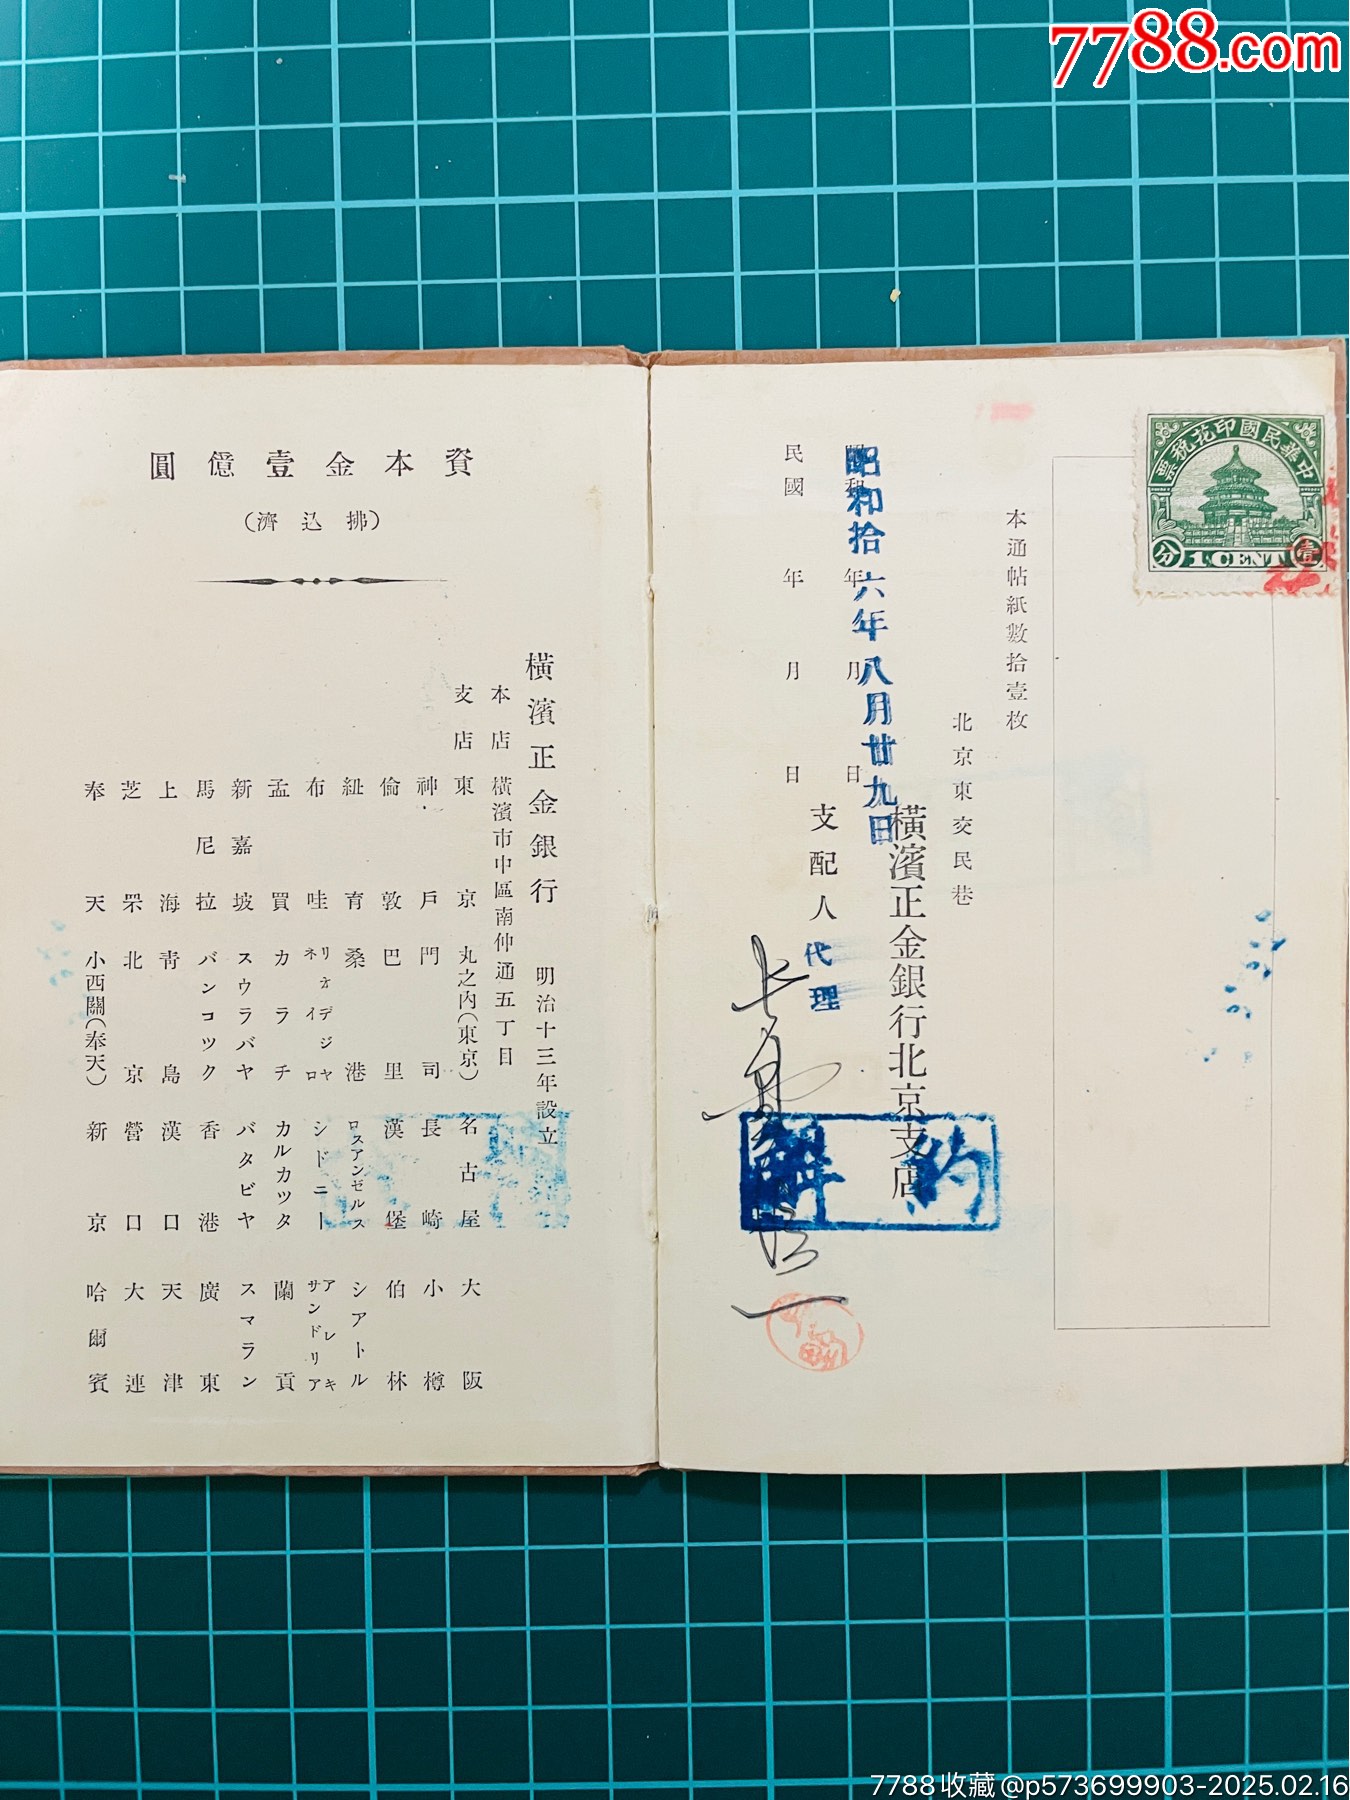 7788.com
中華民國印花税票
分 1 CENT 壹
本通帖紙數拾壹枚
北京東交民巷
橫濱正金銀行北京支店
昭和拾六年八月廿九日
年 月 日
支配人代理
民國 年 月 日
解約
資本金壹億圓
(拂込濟)
橫濱正金銀行 明治十三年設立
本店 橫濱市中區南仲通五丁目
支店 東京 丸之內(東京) 名古屋 大阪
神戶 門司 長崎 小樽
倫敦 巴里 漢堡 伯林
紐育 桑港 ロスアンゼルス シアトル
布哇 リオデジャネイロ シドニー アレキサンドリア
孟買 カラチ カルカツタ 蘭貢
新嘉坡 スウラバヤ バタビヤ スマラン
馬尼拉 バンコツク 香港 廣東
上海 靑島 漢口 天津
芝罘 北京 營口 大連
奉天 小西關(奉天) 新京 哈爾賓
7788收藏@p573699903-2025.02.16